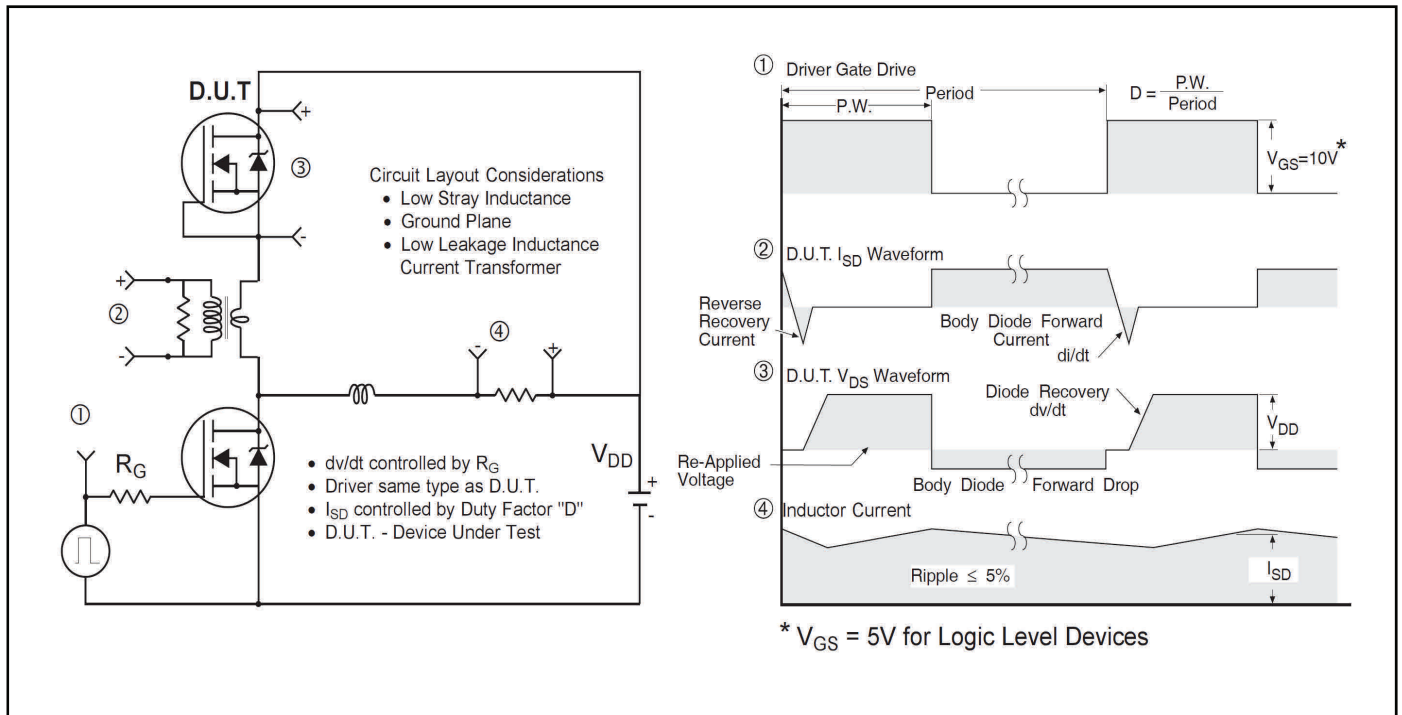 D.U.T
+
③
-
Circuit Layout Considerations
• Low Stray Inductance
• Ground Plane
• Low Leakage Inductance
Current Transformer
+
②
-
④
-
+
①
R_G
V_DD
+
-
• dv/dt controlled by R_G
• Driver same type as D.U.T.
• I_SD controlled by Duty Factor "D"
• D.U.T. - Device Under Test
① Driver Gate Drive
P.W.
Period
D = P.W. / Period
V_GS=10V*
② D.U.T. I_SD Waveform
Reverse
Recovery
Current
Body Diode Forward
Current
di/dt
③ D.U.T. V_DS Waveform
Diode Recovery
dv/dt
V_DD
Re-Applied
Voltage
Body Diode Forward Drop
④ Inductor Current
Ripple ≤ 5%
I_SD
* V_GS = 5V for Logic Level Devices